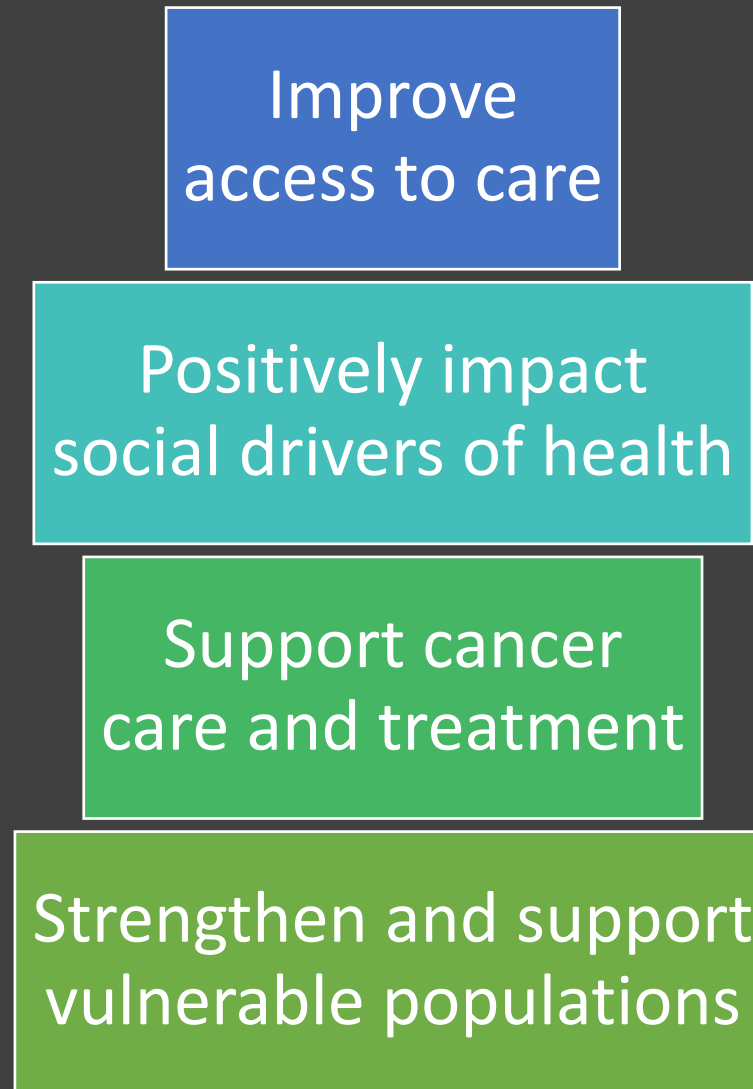 Improve
access to care
Positively impact
social drivers of health
Support cancer
care and treatment
Strengthen and support
vulnerable populations